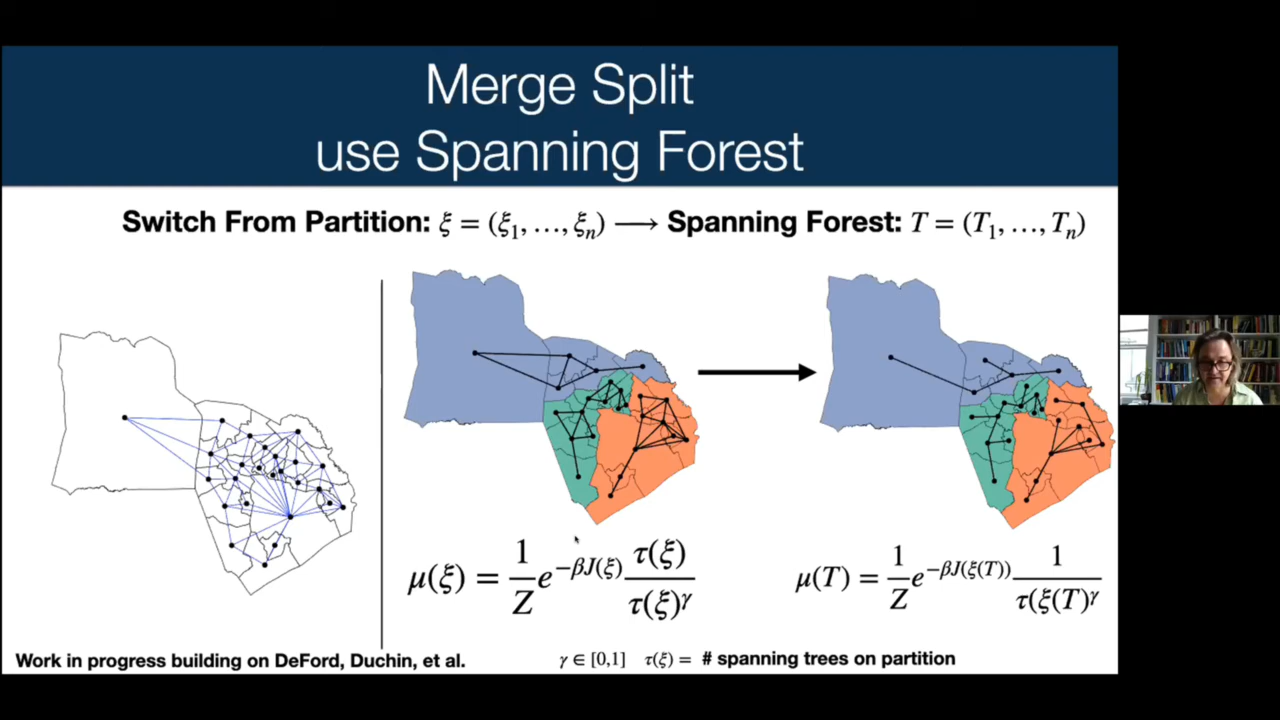 Merge Split
use Spanning Forest
Switch From Partition: ξ = (ξ₁, …, ξₙ) ⟶ Spanning Forest: T = (T₁, …, Tₙ)
μ(ξ) = 1/Z e^{−βJ(ξ)} τ(ξ)/τ(ξ)^γ
μ(T) = 1/Z e^{−βJ(ξ(T))} 1/τ(ξ(T)^γ
Work in progress building on DeFord, Duchin, et al.
γ ∈ [0,1] τ(ξ) = # spanning trees on partition